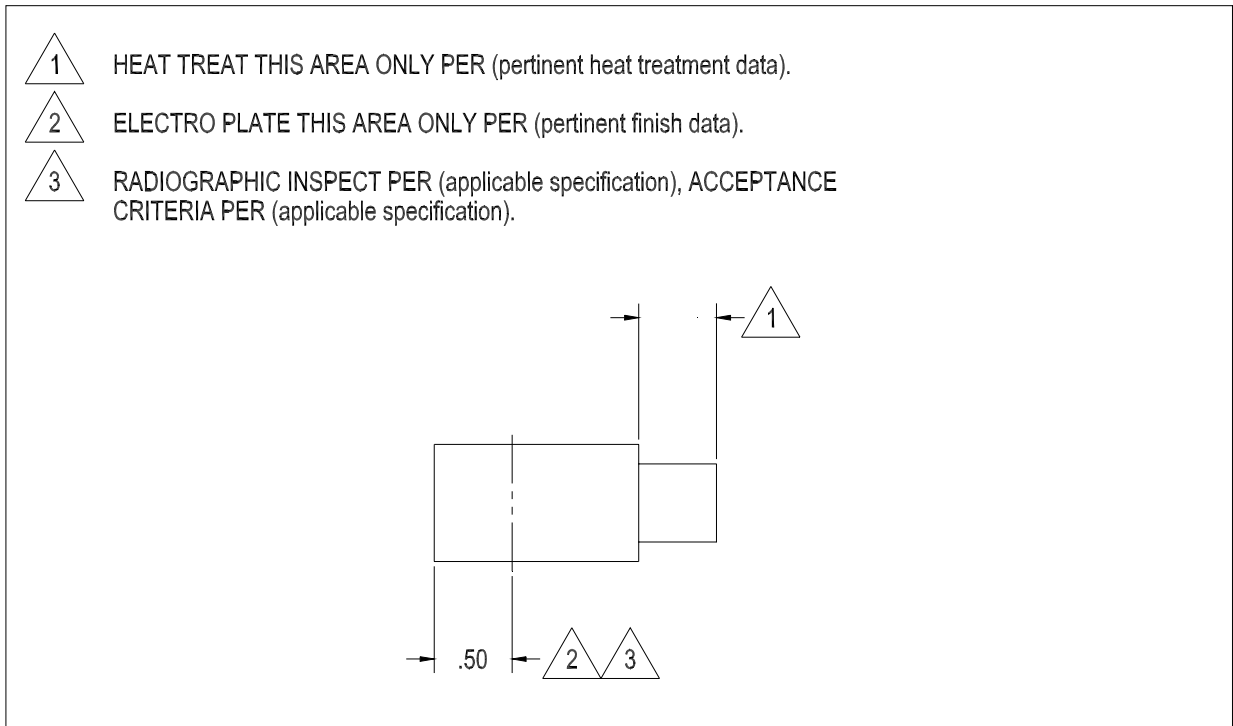 1 HEAT TREAT THIS AREA ONLY PER (pertinent heat treatment data).
2 ELECTRO PLATE THIS AREA ONLY PER (pertinent finish data).
3 RADIOGRAPHIC INSPECT PER (applicable specification), ACCEPTANCE
CRITERIA PER (applicable specification).
1
.50 2 3